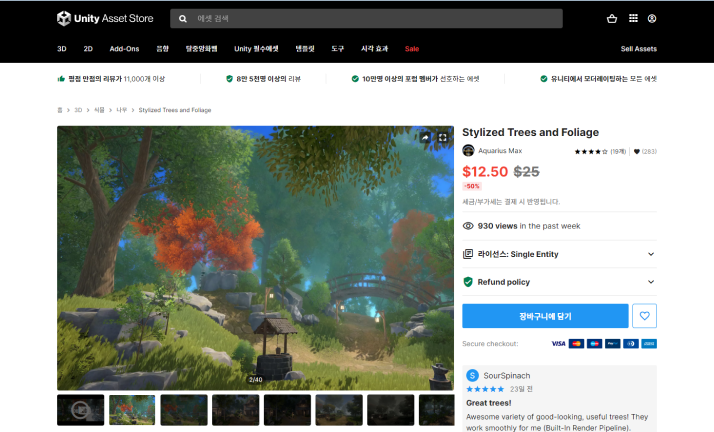 Unity Asset Store
에셋 검색
3D 2D Add-Ons 음향 탈중앙화웹 Unity 필수에셋 템플릿 도구 시각 효과 Sale Sell Assets
평점 만점의 리뷰가 11,000개 이상 8만 5천명 이상의 리뷰 10만명 이상의 포럼 멤버가 선호하는 에셋 유니티에서 모더레이팅하는 모든 에셋
홈 > 3D > 식물 > 나무 > Stylized Trees and Foliage
Stylized Trees and Foliage
Aquarius Max ★★★★☆ (19개) | (283)
$12.50 $25
-50%
세금/부가세는 결제 시 반영됩니다.
930 views in the past week
라이선스: Single Entity
Refund policy
장바구니에 담기
Secure checkout: VISA
2/40
S SourSpinach
★★★★★ 23일 전
Great trees!
Awesome variety of good-looking, useful trees! They
work smoothly for me (Built-In Render Pipeline).